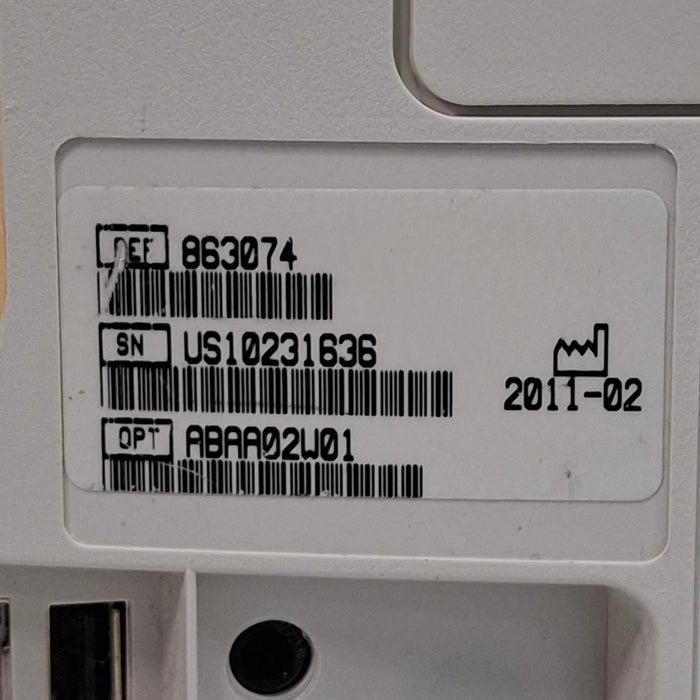 REF 863074
SN US10231636
2011-02
OPT ABAA02W01